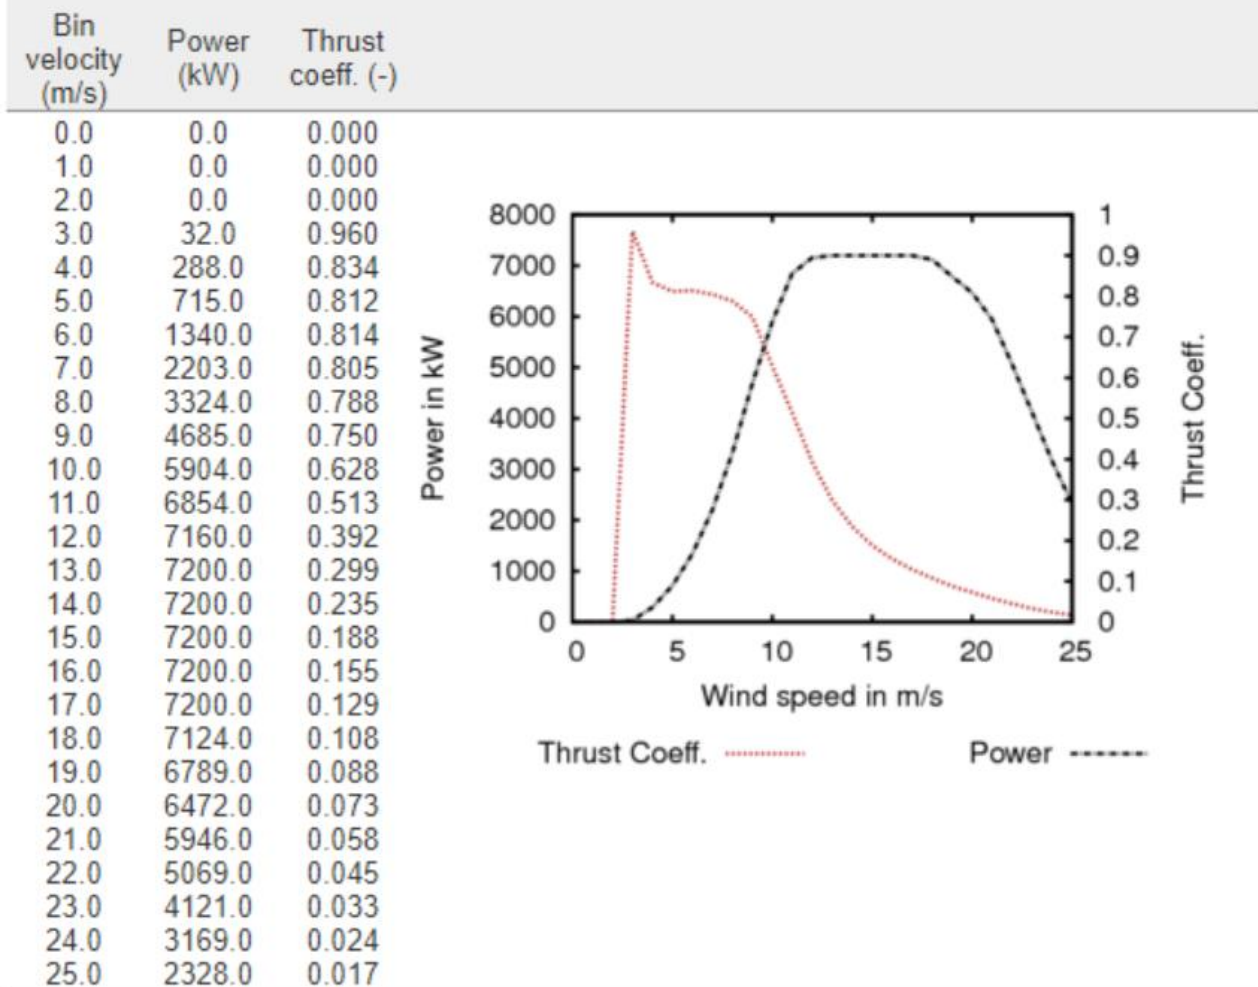 Bin velocity (m/s) Power (kW) Thrust coeff. (-)
0.0 0.0 0.000
1.0 0.0 0.000
2.0 0.0 0.000
3.0 32.0 0.960
4.0 288.0 0.834
5.0 715.0 0.812
6.0 1340.0 0.814
7.0 2203.0 0.805
8.0 3324.0 0.788
9.0 4685.0 0.750
10.0 5904.0 0.628
11.0 6854.0 0.513
12.0 7160.0 0.392
13.0 7200.0 0.299
14.0 7200.0 0.235
15.0 7200.0 0.188
16.0 7200.0 0.155
17.0 7200.0 0.129
18.0 7124.0 0.108
19.0 6789.0 0.088
20.0 6472.0 0.073
21.0 5946.0 0.058
22.0 5069.0 0.045
23.0 4121.0 0.033
24.0 3169.0 0.024
25.0 2328.0 0.017
Power in kW
8000
7000
6000
5000
4000
3000
2000
1000
0
1
0.9
0.8
0.7
0.6
0.5
0.4
0.3
0.2
0.1
0
Thrust Coeff.
0 5 10 15 20 25
Wind speed in m/s
Thrust Coeff. Power